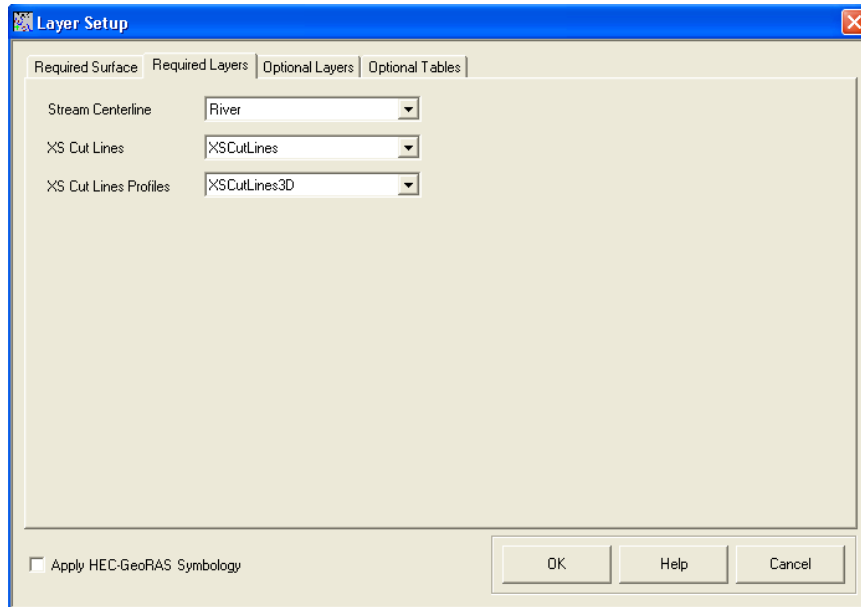 Layer Setup
Required Surface Required Layers Optional Layers Optional Tables
Stream Centerline River
XS Cut Lines XSCutLines
XS Cut Lines Profiles XSCutLines3D
Apply HEC-GeoRAS Symbology OK Help Cancel